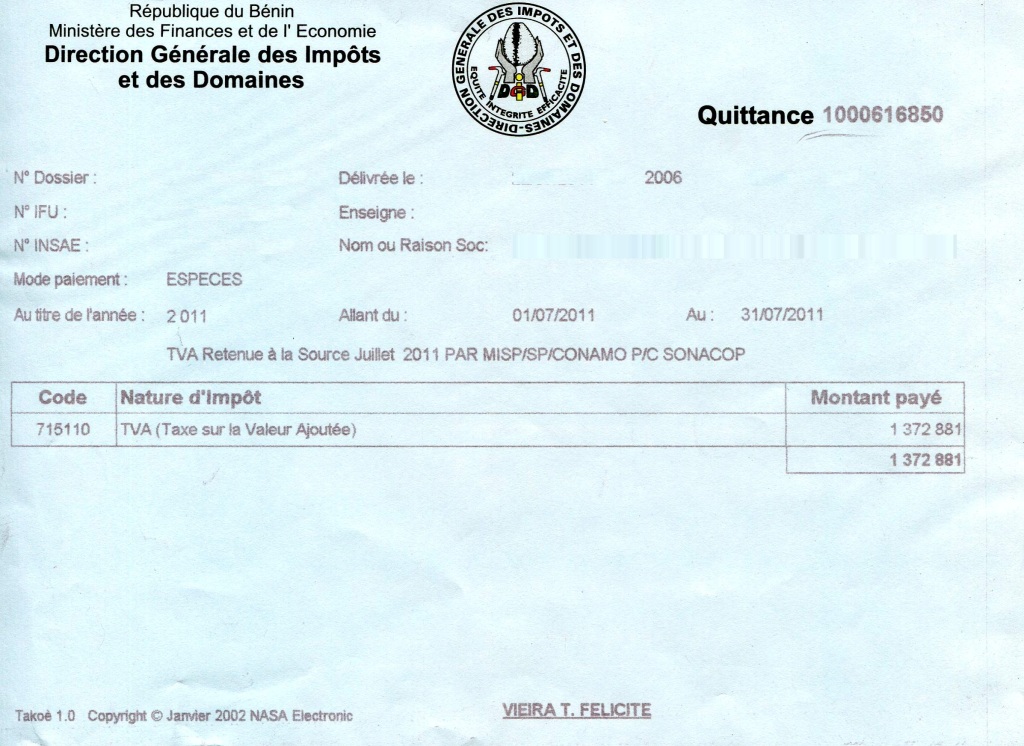 République du Bénin
Ministère des Finances et de l' Economie
Direction Générale des Impôts
et des Domaines
DIRECTION GENERALE DES IMPOTS ET DES DOMAINES
EQUITE INTEGRITE EFFICACITE
DGID
Quittance 1000616850
N° Dossier : Délivrée le : 2006
N° IFU : Enseigne :
N° INSAE : Nom ou Raison Soc:
Mode paiement : ESPECES
Au titre de l'année : 2 011 Allant du : 01/07/2011 Au : 31/07/2011
TVA Retenue à la Source Juillet 2011 PAR MISP/SP/CONAMO P/C SONACOP
Code Nature d'Impôt Montant payé
715110 TVA (Taxe sur la Valeur Ajoutée) 1 372 881
1 372 881
Takoè 1.0 Copyright © Janvier 2002 NASA Electronic
VIEIRA T. FELICITE